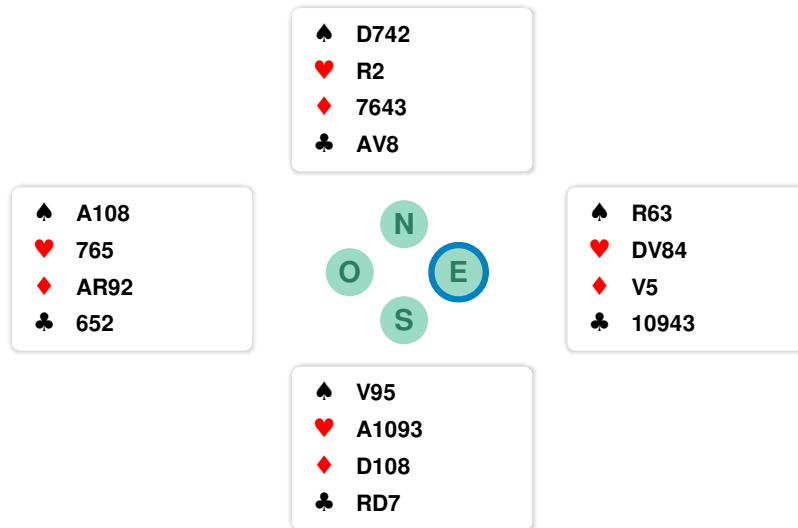 ♠ D742
♥ R2
♦ 7643
♣ AV8
♠ A108
♥ 765
♦ AR92
♣ 652
N
O E
S
♠ R63
♥ DV84
♦ V5
♣ 10943
♠ V95
♥ A1093
♦ D108
♣ RD7